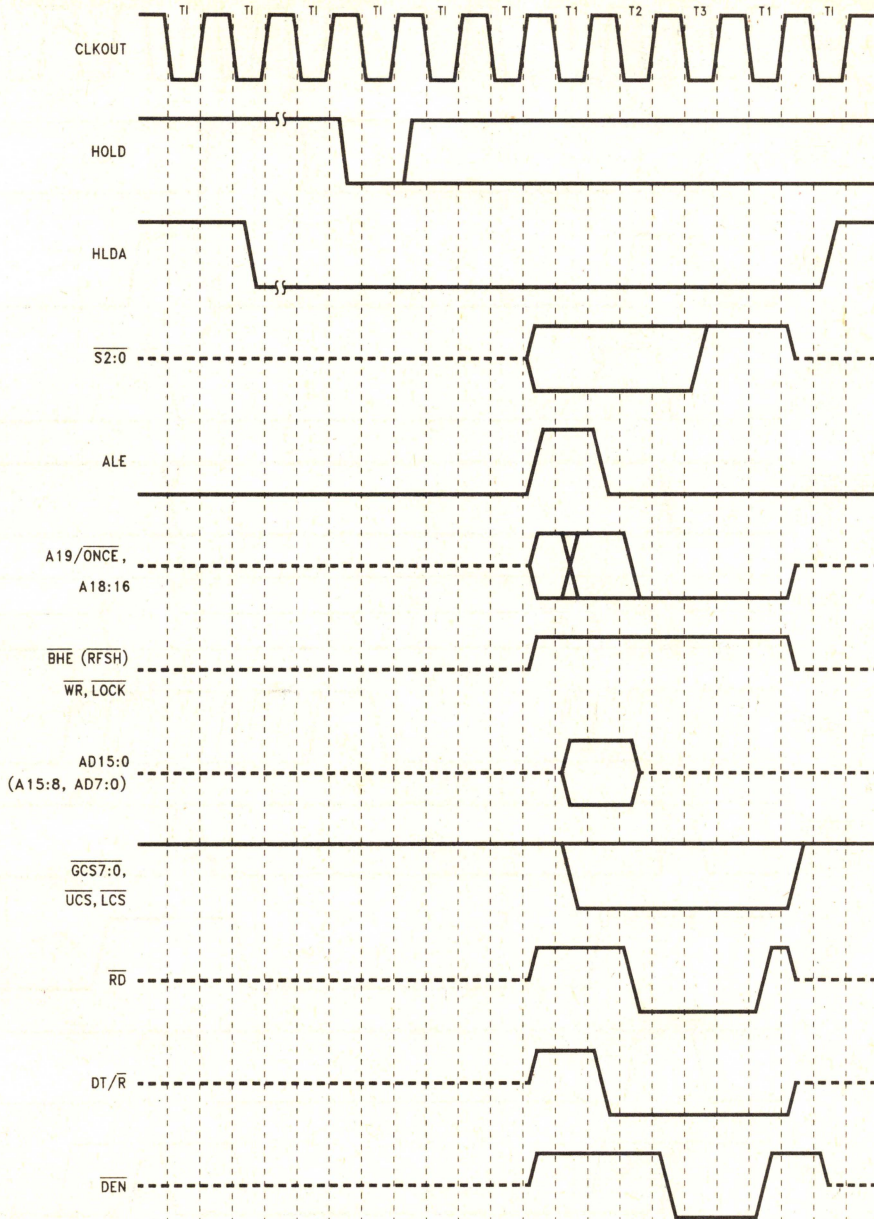 TI TI TI TI TI TI T1 T2 T3 T1 TI
CLKOUT
HOLD
HLDA
S2:0
ALE
A19/ONCE,
A18:16
BHE (RFSH)
WR, LOCK
AD15:0
(A15:8, AD7:0)
GCS7:0,
UCS, LCS
RD
DT/R
DEN